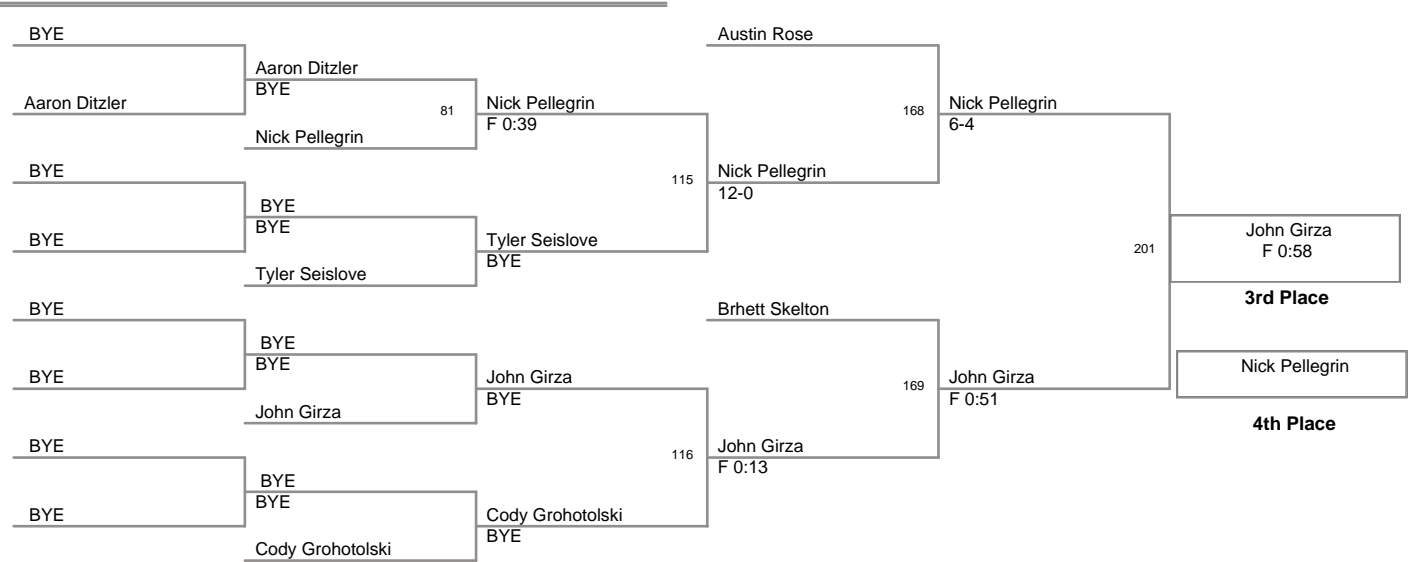 BYE
Austin Rose
Aaron Ditzler
BYE
Aaron Ditzler
81
Nick Pellegrin
F 0:39
168
Nick Pellegrin
6-4
Nick Pellegrin
BYE
115
Nick Pellegrin
12-0
BYE
BYE
BYE
Tyler Seislove
BYE
201
John Girza
F 0:58
Tyler Seislove
3rd Place
BYE
Brhett Skelton
BYE
BYE
BYE
John Girza
BYE
169
John Girza
F 0:51
Nick Pellegrin
John Girza
4th Place
BYE
116
John Girza
F 0:13
BYE
BYE
BYE
Cody Grohotolski
BYE
Cody Grohotolski